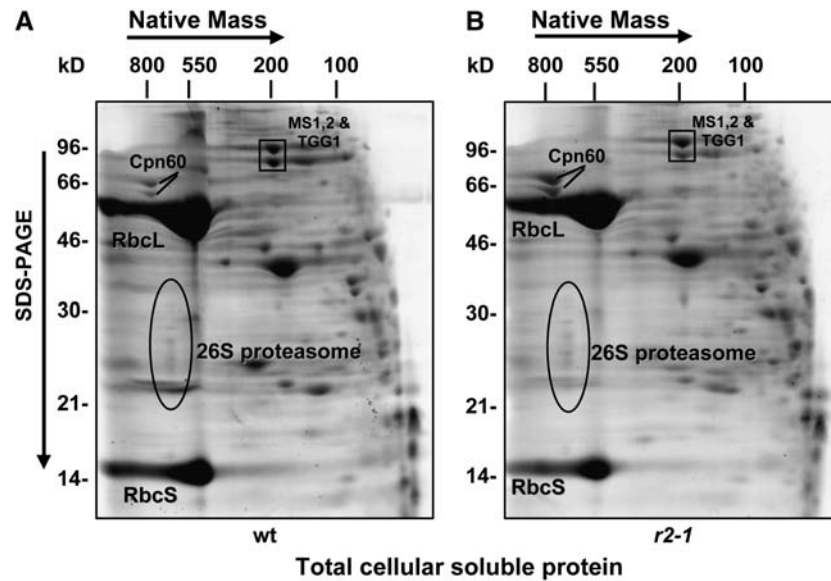 A
Native Mass
kD 800 550 200 100
MS1,2 &
TGG1
96-
Cpn60
66-
RbcL
46-
30-
26S proteasome
21-
14-
RbcS
SDS-PAGE
wt
B
Native Mass
kD 800 550 200 100
MS1,2 &
TGG1
96-
Cpn60
66-
RbcL
46-
30-
26S proteasome
21-
14-
RbcS
r2-1
Total cellular soluble protein